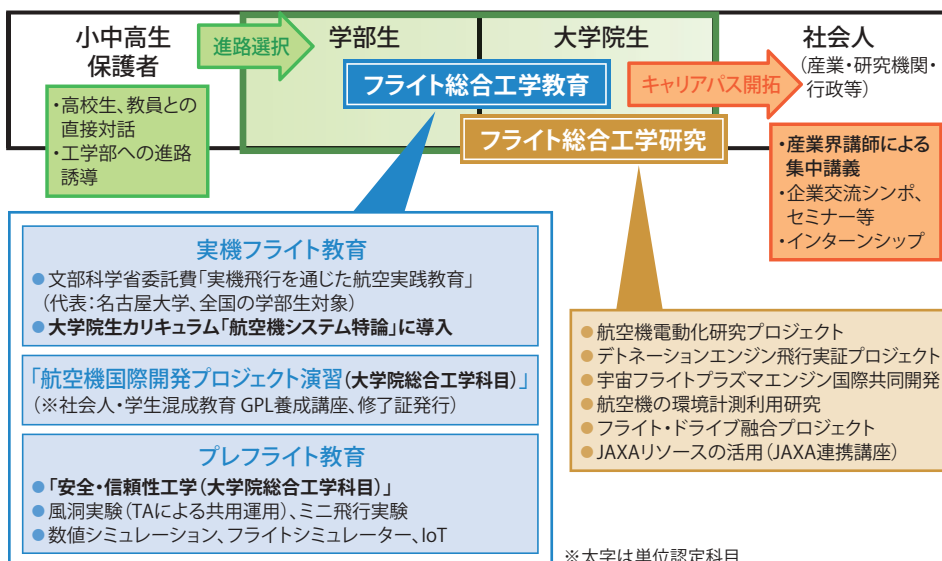 小中高生
保護者
進路選択
学部生
大学院生
社会人
(産業・研究機関・
行政等)
フライト総合工学教育
キャリアパス開拓
フライト総合工学研究
・高校生、教員との
直接対話
・工学部への進路
誘導
・産業界講師による
集中講義
・企業交流シンポ、
セミナー等
・インターンシップ
実機フライト教育
●文部科学省委託費「実機飛行を通じた航空実践教育」
(代表:名古屋大学、全国の学部生対象)
●大学院生カリキュラム「航空機システム特論」に導入
「航空機国際開発プロジェクト演習(大学院総合工学科目)」
(※社会人・学生混成教育 GPL養成講座、修了証発行)
プレフライト教育
●「安全・信頼性工学(大学院総合工学科目)」
●風洞実験(TAによる共用運用)、ミニ飛行実験
●数値シミュレーション、フライトシミュレーター、IoT
●航空機電動化研究プロジェクト
●デトネーションエンジン飛行実証プロジェクト
●宇宙フライトプラズマエンジン国際共同開発
●航空機の環境計測利用研究
●フライト・ドライブ融合プロジェクト
●JAXAリソースの活用(JAXA連携講座)
※太字は単位認定科目